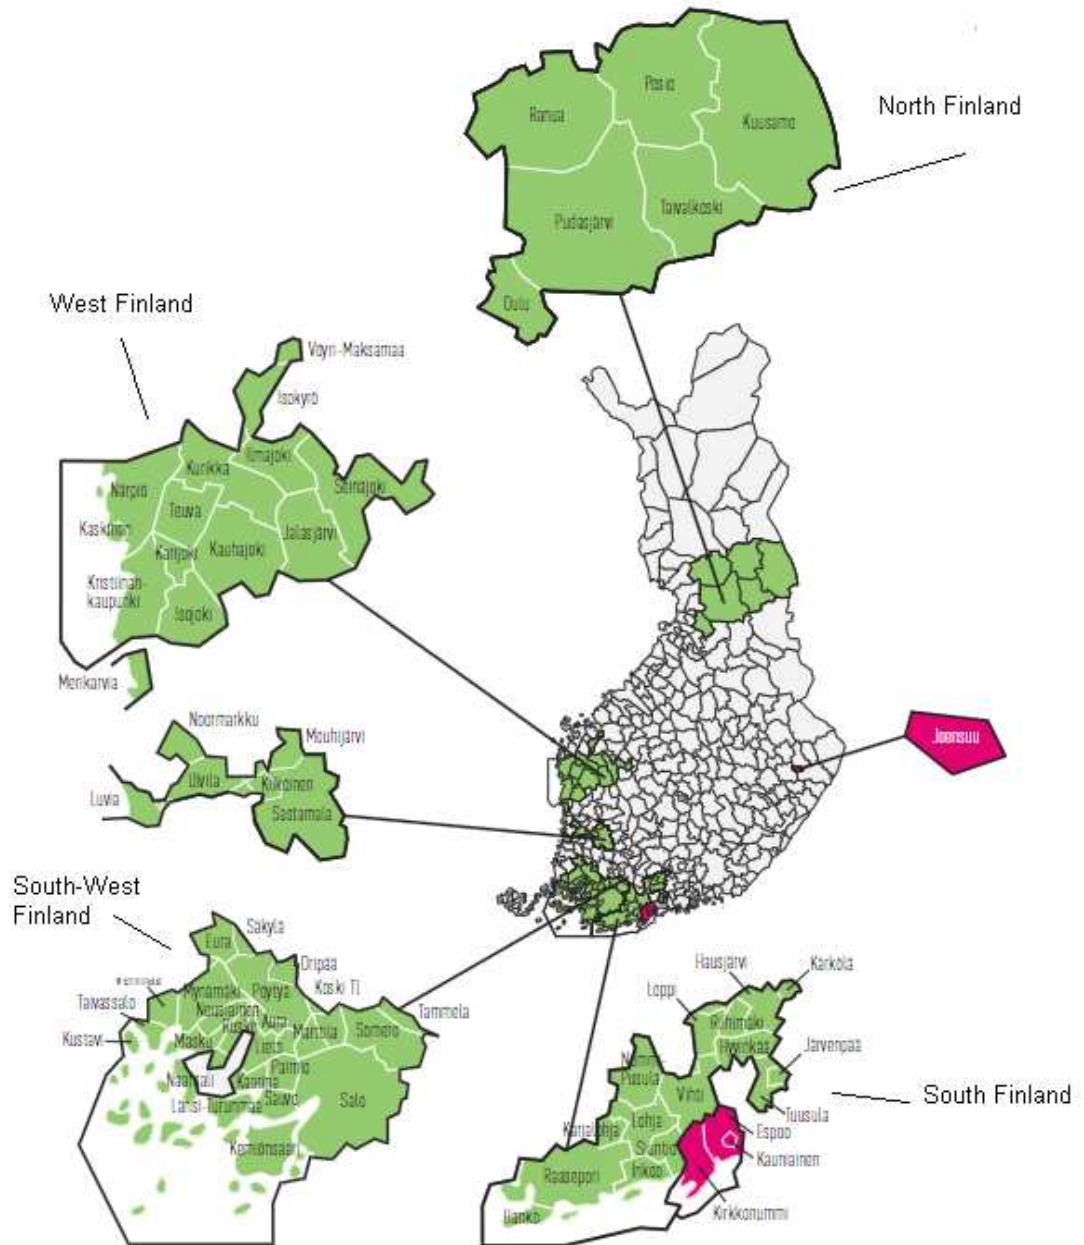 North Finland
Posio
Ranua
Kuusamo
Taivalkoski
Pudasjärvi
Oulu
West Finland
Vöyri-Maksamaa
Isokyrö
Ilmajoki
Kurikka
Seinäjoki
Närpiö
Teuva
Kaskinen
Jalasjärvi
Karijoki
Kauhajoki
Kristiinan-
kaupunki
Isojoki
Merikarvia
Noormarkku
Mouhijärvi
Ulvila
Kiikoinen
Luvia
Sastamala
Joensuu
South-West
Finland
Säkylä
Eura
Oripää
Mynämäki
Pöytyä
Koski Tl
Taivassalo
Nousiainen
Tammela
Rusko
Aura
Marttila
Somero
Kustavi
Masku
Lieto
Paimio
Naantali
Kaarina
Länsi-Turunmaa
Sauvo
Salo
Kemiönsaari
Hausjärvi
Kärkölä
Loppi
Riihimäki
Hyvinkää
Järvenpää
Nummi-
Pusula
Vihti
South Finland
Tuusula
Lohja
Karjalohja
Espoo
Siuntio
Kauniainen
Raasepori
Inkoo
Hanko
Kirkkonummi